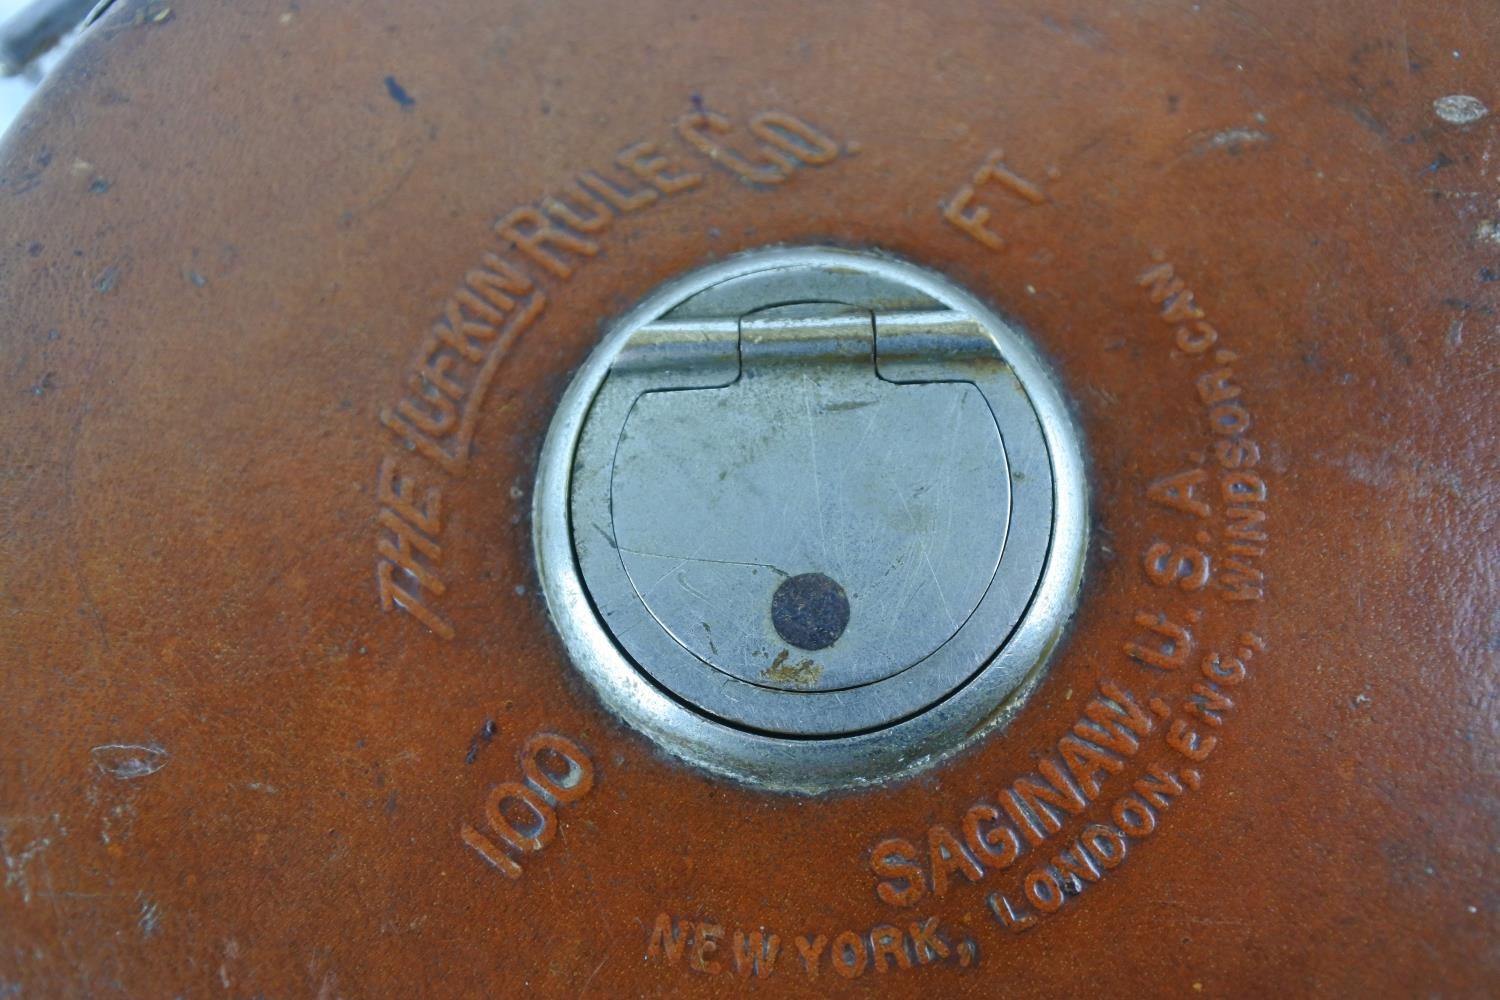 THE LUFKIN RULE CO.
100 FT.
SAGINAW, U.S.A.
NEW YORK, LONDON, ENG., WINDSOR, CAN.